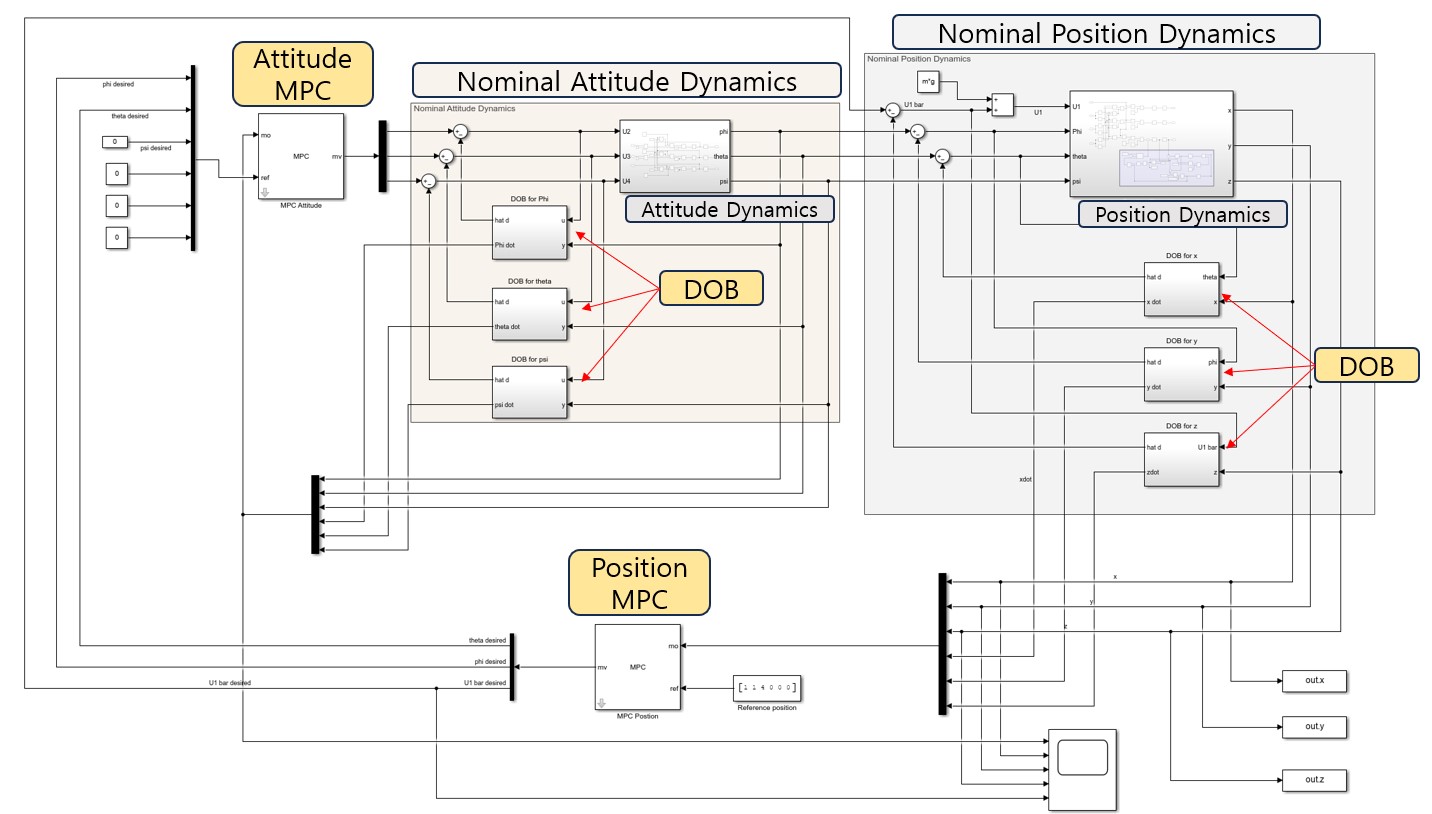 Nominal Position Dynamics
Attitude
MPC
Nominal Attitude Dynamics
Nominal Position Dynamics
m*g
U1 bar
U1
phi desired
theta desired
0
psi desired
0
0
0
mo
ref
MPC
mv
MPC Attitude
Nominal Attitude Dynamics
U2
U3
U4
phi
theta
psi
Attitude Dynamics
U1
Phi
theta
psi
x
y
z
Position Dynamics
DOB for Phi
hat d
u
Phi dot
y
DOB for theta
hat d
u
theta dot
y
DOB for psi
hat d
u
psi dot
y
DOB
DOB for x
hat d
theta
x dot
x
DOB for y
hat d
phi
y dot
y
DOB for z
hat d
U1 bar
zdot
z
DOB
xdot
Position
MPC
x
y
z
theta desired
phi desired
U1 bar desired
U1 bar desired
mv
MPC
mo
ref
MPC Postion
[1 1 4 0 0 0]
Reference position
out.x
out.y
out.z